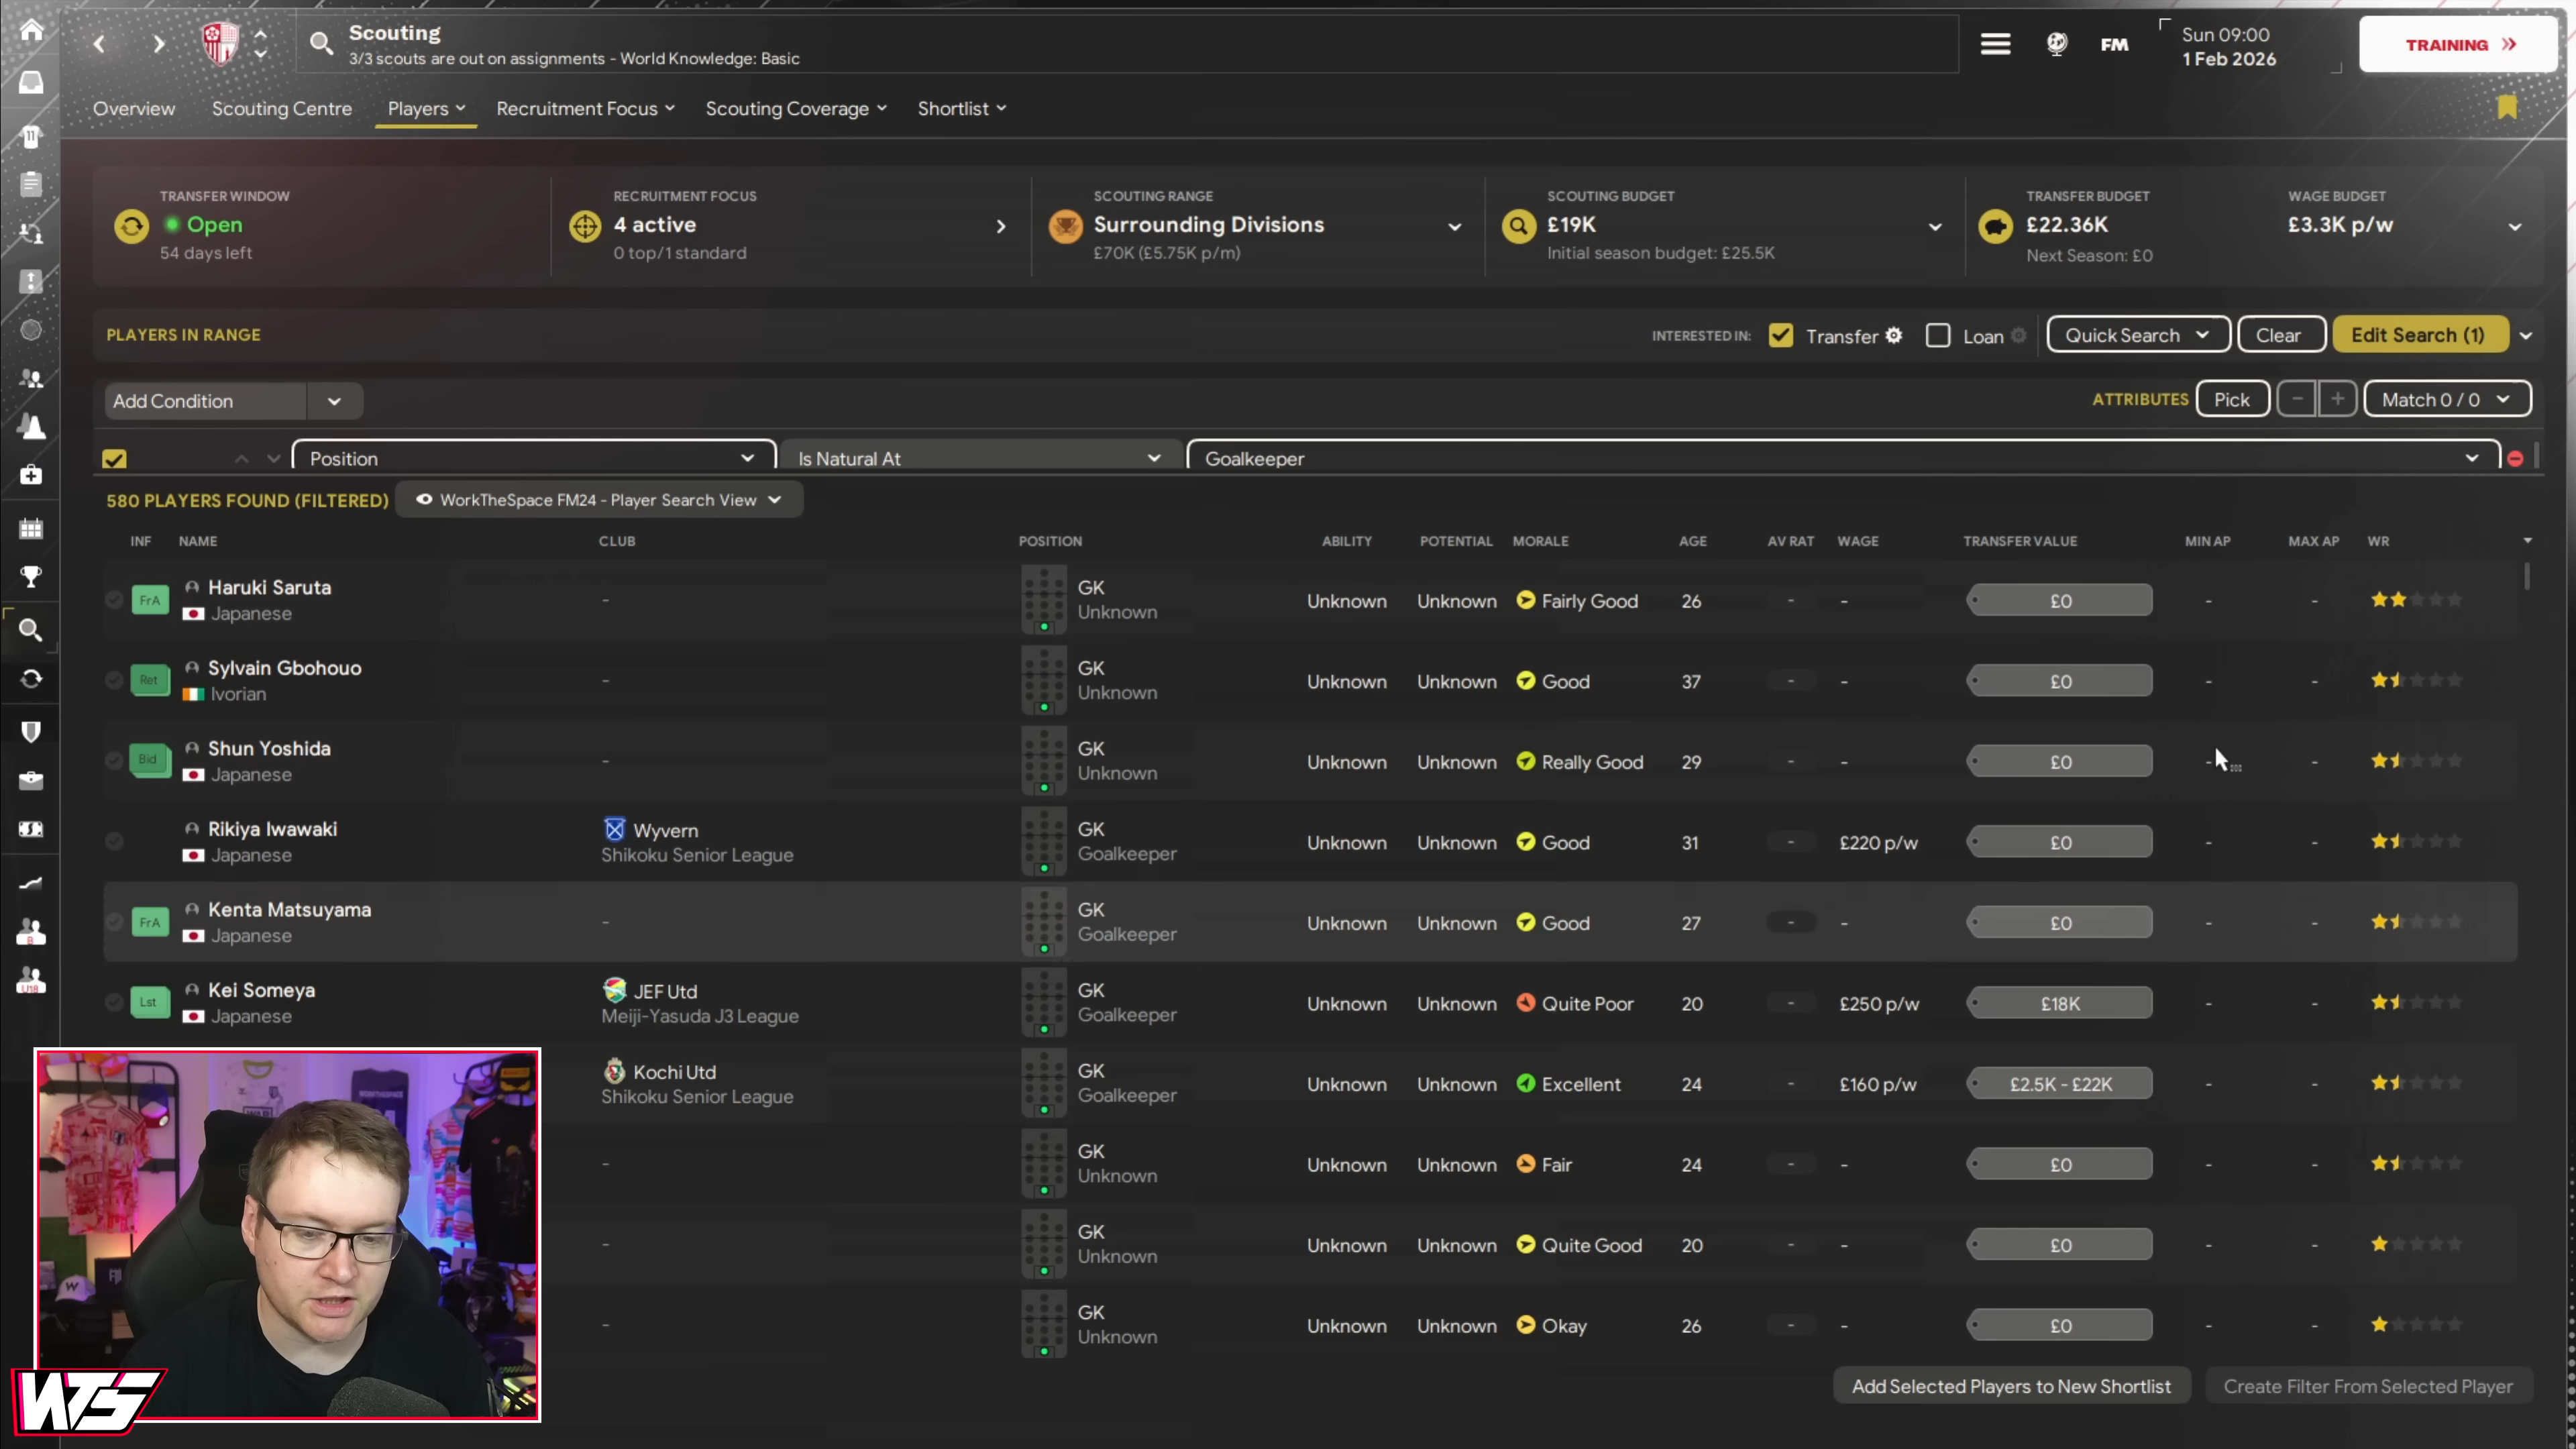 Scouting
3/3 scouts are out on assignments - World Knowledge: Basic
FM
Sun 09:00
1 Feb 2026
TRAINING
Overview Scouting Centre Players Recruitment Focus Scouting Coverage Shortlist
TRANSFER WINDOW
Open
54 days left
RECRUITMENT FOCUS
4 active
0 top/1 standard
SCOUTING RANGE
Surrounding Divisions
£70K (£5.75K p/m)
SCOUTING BUDGET
£19K
Initial season budget: £25.5K
TRANSFER BUDGET
£22.36K
Next Season: £0
WAGE BUDGET
£3.3K p/w
PLAYERS IN RANGE
INTERESTED IN: Transfer Loan Quick Search Clear Edit Search (1)
Add Condition
ATTRIBUTES Pick - + Match 0 / 0
Position Is Natural At Goalkeeper
580 PLAYERS FOUND (FILTERED) WorkTheSpace FM24 - Player Search View
INF NAME CLUB POSITION ABILITY POTENTIAL MORALE AGE AV RAT WAGE TRANSFER VALUE MIN AP MAX AP WR
FrA Haruki Saruta - GK Unknown Unknown Fairly Good 26 - - £0 - -
Japanese Unknown
Ret Sylvain Gbohouo - GK Unknown Unknown Good 37 - - £0 - -
Ivorian Unknown
Bid Shun Yoshida - GK Unknown Unknown Really Good 29 - - £0 - -
Japanese Unknown
Rikiya Iwawaki Wyvern GK Unknown Unknown Good 31 - £220 p/w £0 - -
Japanese Shikoku Senior League Goalkeeper
FrA Kenta Matsuyama - GK Unknown Unknown Good 27 - - £0 - -
Japanese Goalkeeper
Lst Kei Someya JEF Utd GK Unknown Unknown Quite Poor 20 - £250 p/w £18K - -
Japanese Meiji-Yasuda J3 League Goalkeeper
Kochi Utd GK Unknown Unknown Excellent 24 - £160 p/w £2.5K - £22K - -
Shikoku Senior League Goalkeeper
- GK Unknown Unknown Fair 24 - - £0 - -
Unknown
- GK Unknown Unknown Quite Good 20 - - £0 - -
Unknown
- GK Unknown Unknown Okay 26 - - £0 - -
Unknown
Add Selected Players to New Shortlist Create Filter From Selected Player
11
B
U18
WTS